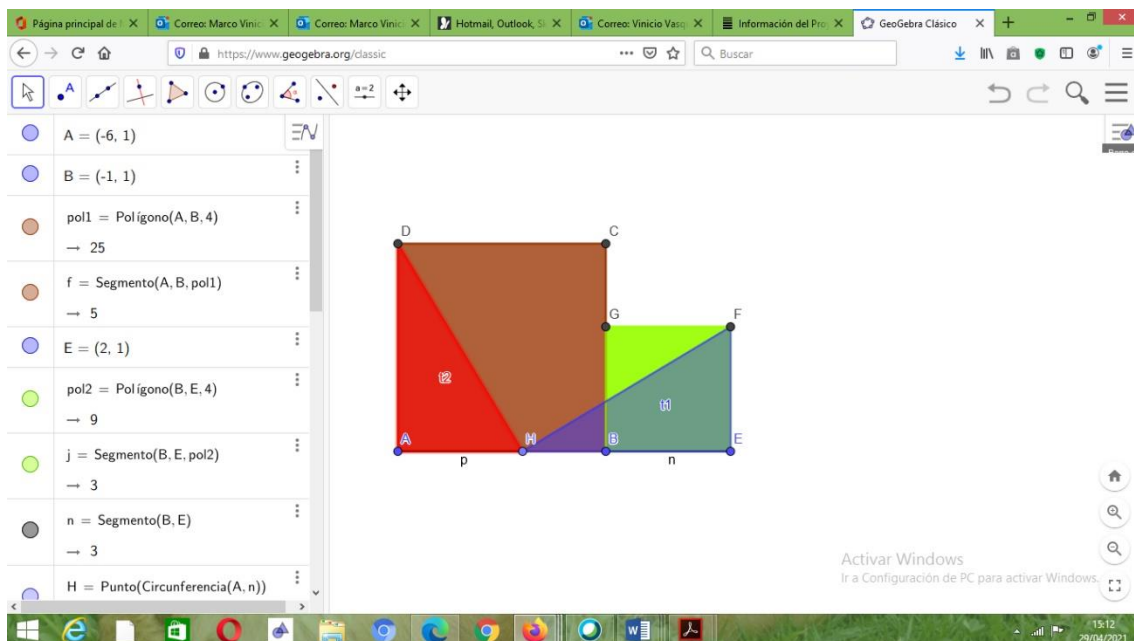 Página principal de
Correo: Marco Vinic
Correo: Marco Vinic
Hotmail, Outlook, S
Correo: Vinicio Vasq
Información del Pro
GeoGebra Clásico
https://www.geogebra.org/classic
Buscar
A
a=2
A = (-6, 1)
B = (-1, 1)
pol1 = Polígono(A, B, 4)
→ 25
f = Segmento(A, B, pol1)
→ 5
E = (2, 1)
pol2 = Polígono(B, E, 4)
→ 9
j = Segmento(B, E, pol2)
→ 3
n = Segmento(B, E)
→ 3
H = Punto(Circunferencia(A, n))
D C
G F
t2 t1
A H B E
p n
Activar Windows
Ir a Configuración de PC para activar Windows.
15:12
29/04/2021